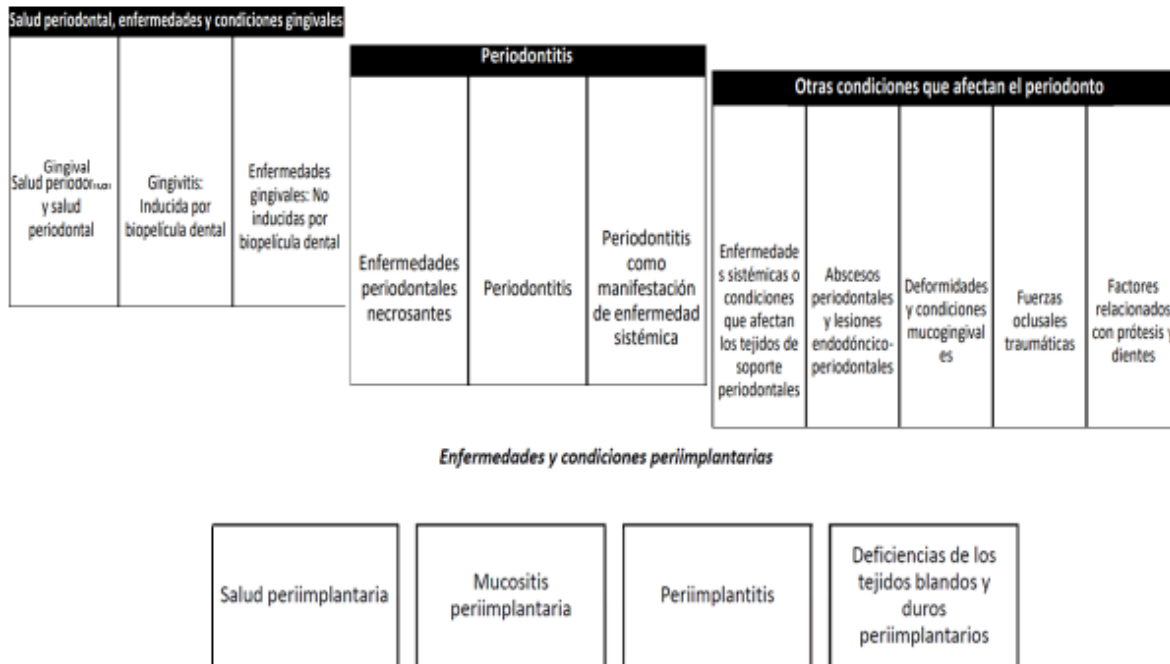 Salud periodontal, enfermedades y condiciones gingivales
Gingival
Salud
y salud
periodontal
Gingivitis:
Inducida por
biopelícula dental
Enfermedades
gingivales: No
inducidas por
biopelícula dental
Periodontitis
Enfermedades
periodontales
necrosantes
Periodontitis
Periodontitis
como
manifestación
de enfermedad
sistémica
Otras condiciones que afectan el periodonto
Enfermedade
s sistémicas o
condiciones
que afectan
los tejidos de
soporte
periodontales
Abscesos
periodontales
y lesiones
endodóncico-
periodontales
Deformidades
y condiciones
mucogingival
es
Fuerzas
oclusales
traumáticas
Factores
relacionados
con prótesis y
dientes
Enfermedades y condiciones periimplantarias
Salud periimplantaria
Mucositis
periimplantaria
Periimplantitis
Deficiencias de los
tejidos blandos y
duros
periimplantarios